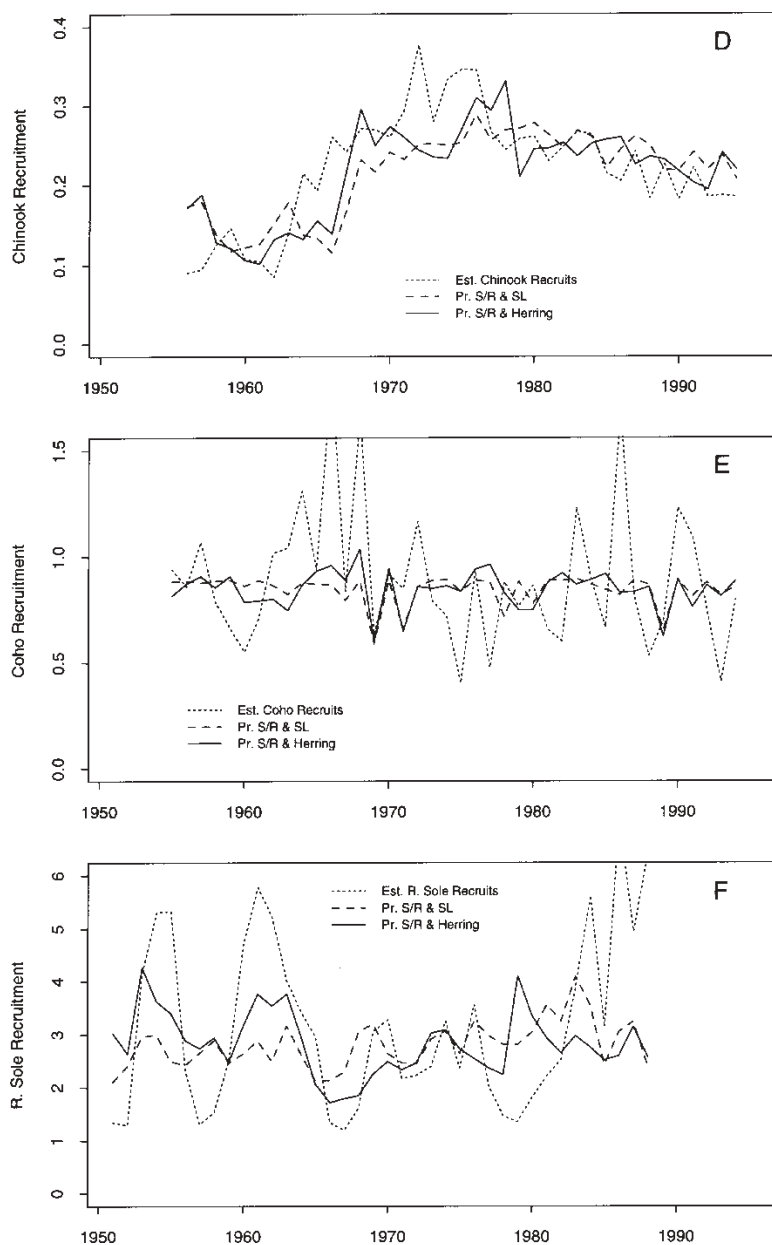 D
Chinook Recruitment
0.4
0.3
0.2
0.1
0.0
Est. Chinook Recruits
Pr. S/R & SL
Pr. S/R & Herring
1950 1960 1970 1980 1990
E
Coho Recruitment
1.5
1.0
0.5
0.0
Est. Coho Recruits
Pr. S/R & SL
Pr. S/R & Herring
1950 1960 1970 1980 1990
F
R. Sole Recruitment
6
5
4
3
2
1
0
Est. R. Sole Recruits
Pr. S/R & SL
Pr. S/R & Herring
1950 1960 1970 1980 1990